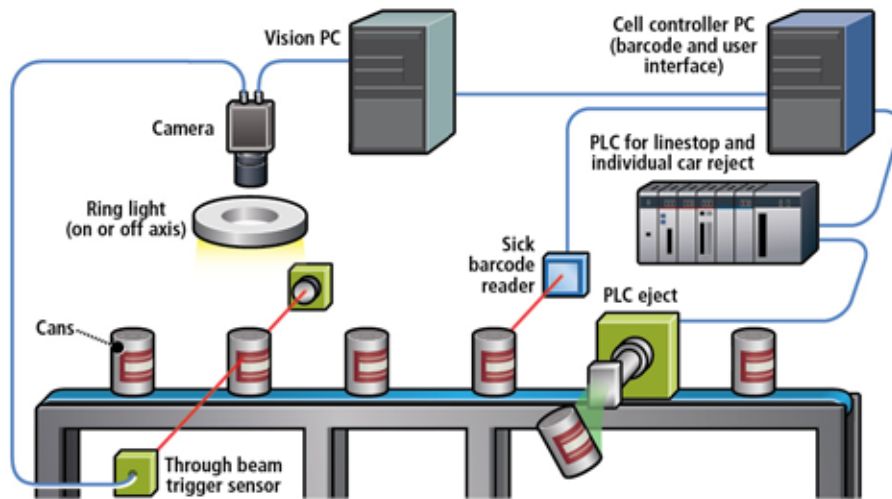 Vision PC
Cell controller PC
(barcode and user
interface)
Camera
PLC for linestop and
individual car reject
Ring light
(on or off axis)
Sick
barcode
reader
PLC eject
Cans
Through beam
trigger sensor